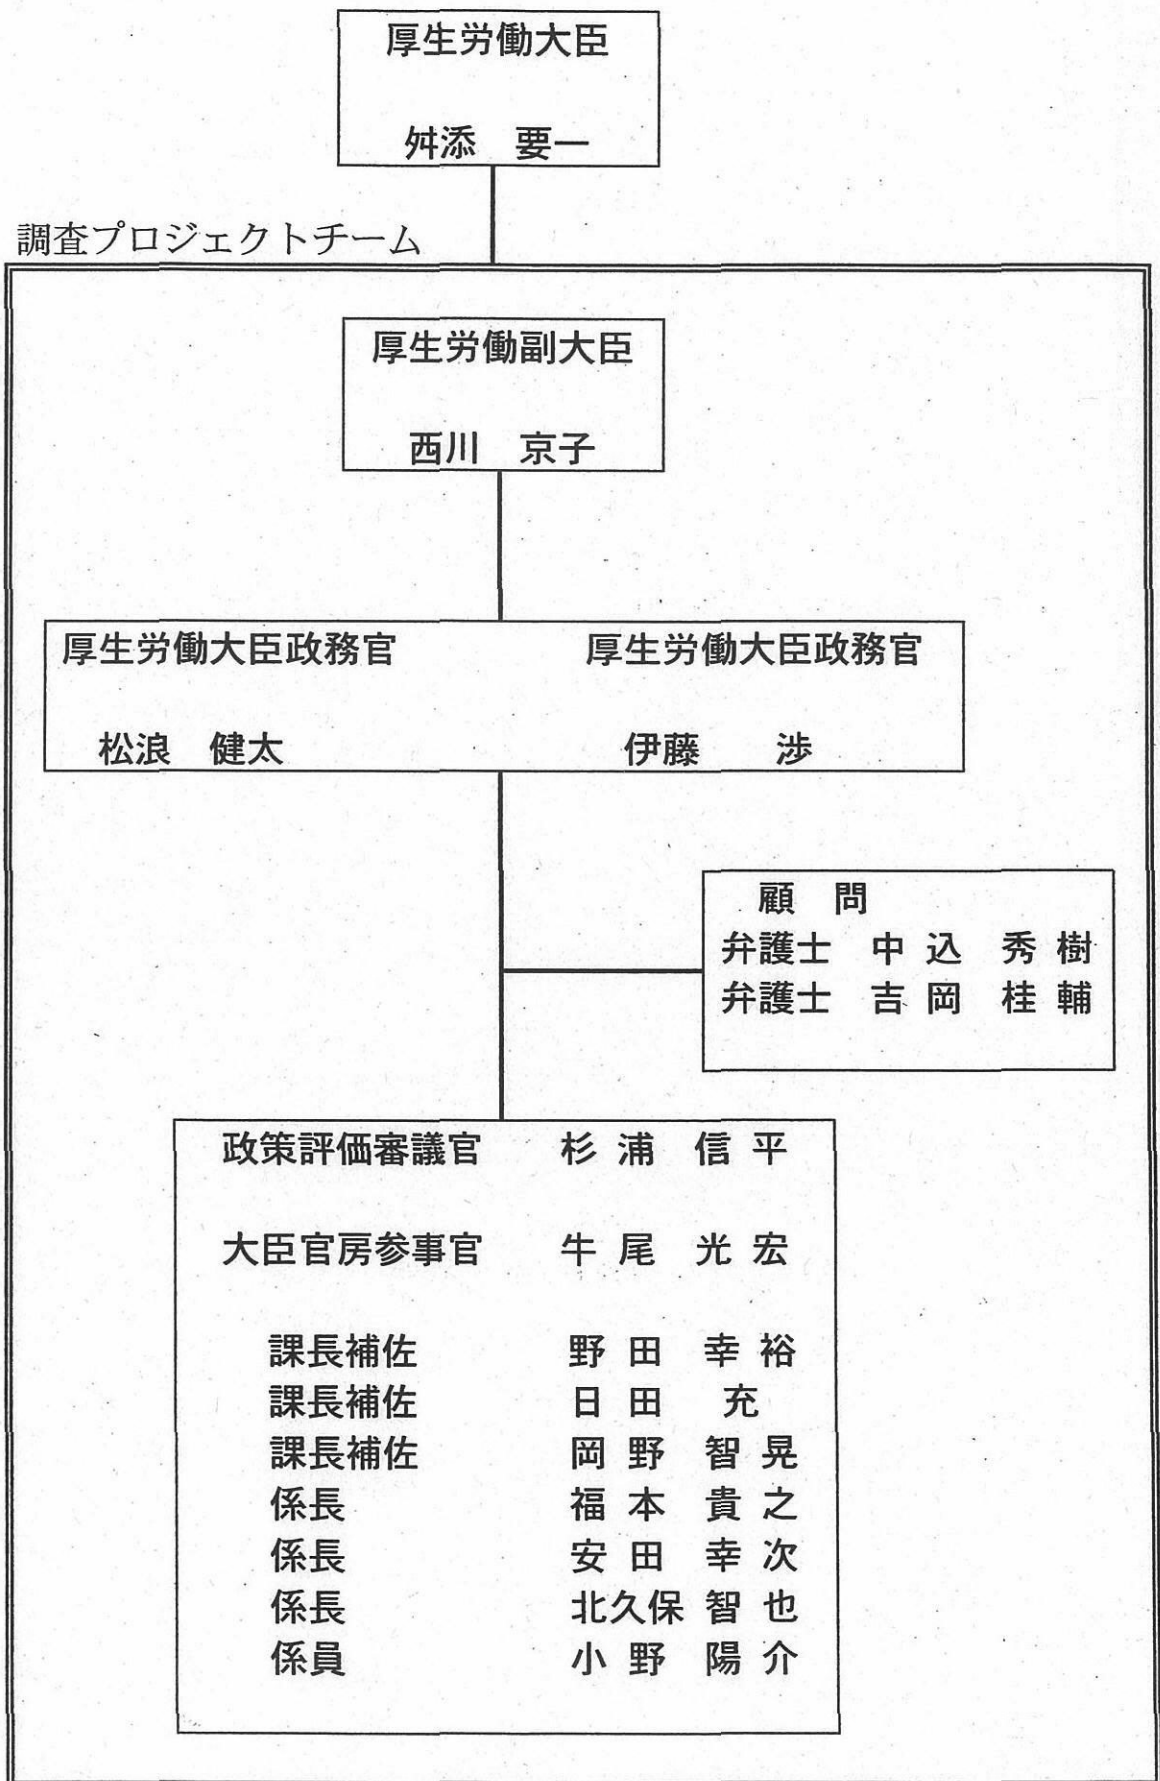 厚生労働大臣
舛添　要一
調査プロジェクトチーム
厚生労働副大臣
西川　京子
厚生労働大臣政務官　厚生労働大臣政務官
松浪　健太　伊藤　渉
顧　問
弁護士　中込　秀樹
弁護士　吉岡　桂輔
政策評価審議官　杉浦　信平
大臣官房参事官　牛尾　光宏
課長補佐　野田　幸裕
課長補佐　日田　充
課長補佐　岡野　智晃
係長　福本　貴之
係長　安田　幸次
係長　北久保　智也
係員　小野　陽介